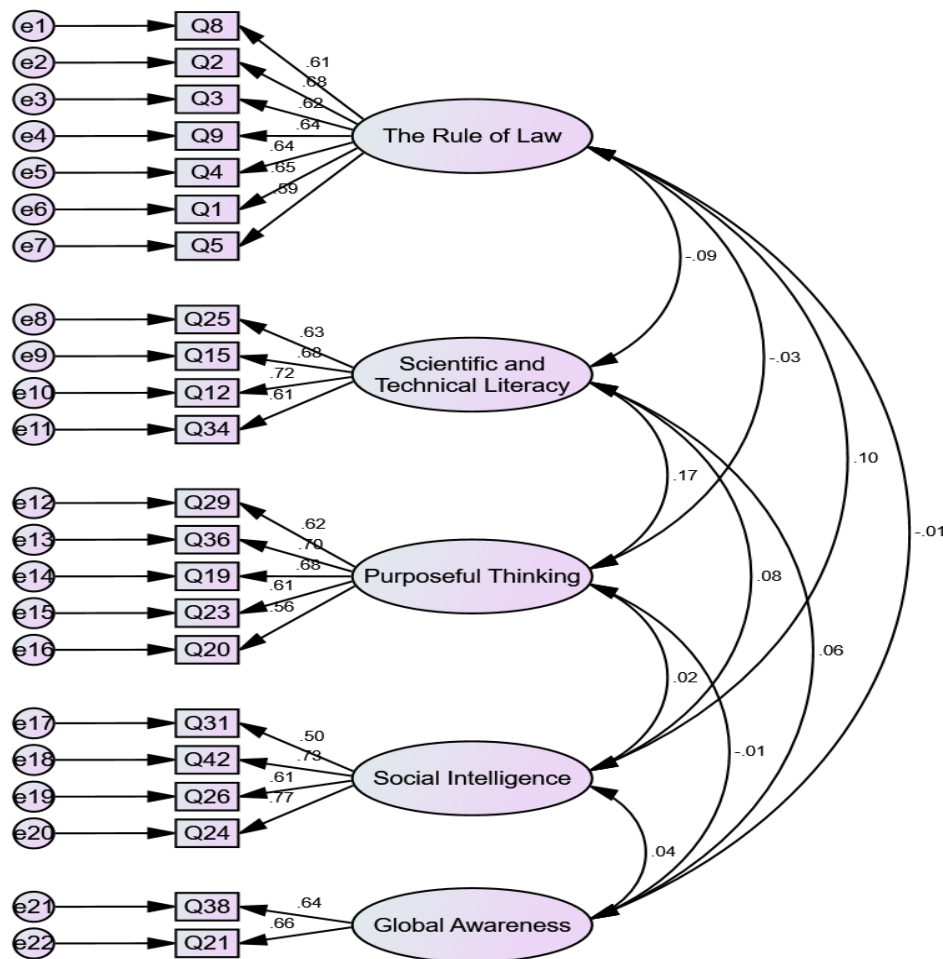 e1 Q8
.61
e2 Q2
.68
e3 Q3
.62
e4 Q9
.64
The Rule of Law
.64
e5 Q4
.65
e6 Q1
.59
e7 Q5
-.09
e8 Q25
.63
e9 Q15
.68
Scientific and
Technical Literacy
-.03
e10 Q12
.72
.61
e11 Q34
.10
.17
e12 Q29
.62
-.01
e13 Q36
.70
e14 Q19
.68
Purposeful Thinking
.08
.61
e15 Q23
.56
e16 Q20
.06
.02
e17 Q31
.50
e18 Q42
.73
-.01
e19 Q26
.61
Social Intelligence
.77
e20 Q24
.04
e21 Q38
.64
Global Awareness
.66
e22 Q21